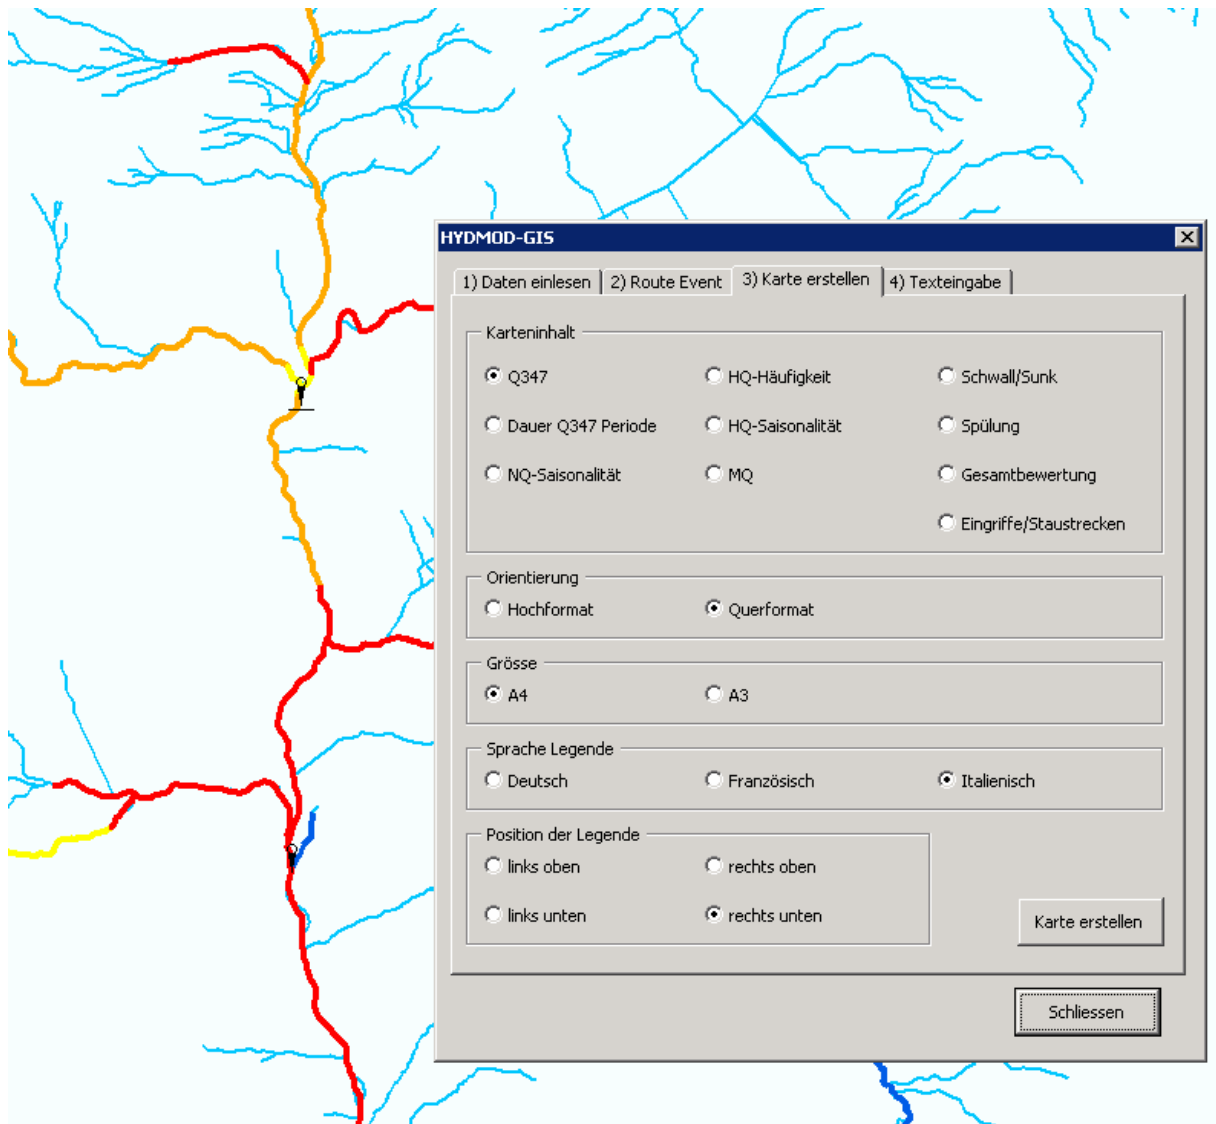 HYDMOD-GIS
1) Daten einlesen 2) Route Event 3) Karte erstellen 4) Texteingabe
Karteninhalt
Q347 HQ-Häufigkeit Schwall/Sunk
Dauer Q347 Periode HQ-Saisonalität Spülung
NQ-Saisonalität MQ Gesamtbewertung
Eingriffe/Staustrecken
Orientierung
Hochformat Querformat
Grösse
A4 A3
Sprache Legende
Deutsch Französisch Italienisch
Position der Legende
links oben rechts oben
links unten rechts unten
Karte erstellen
Schliessen